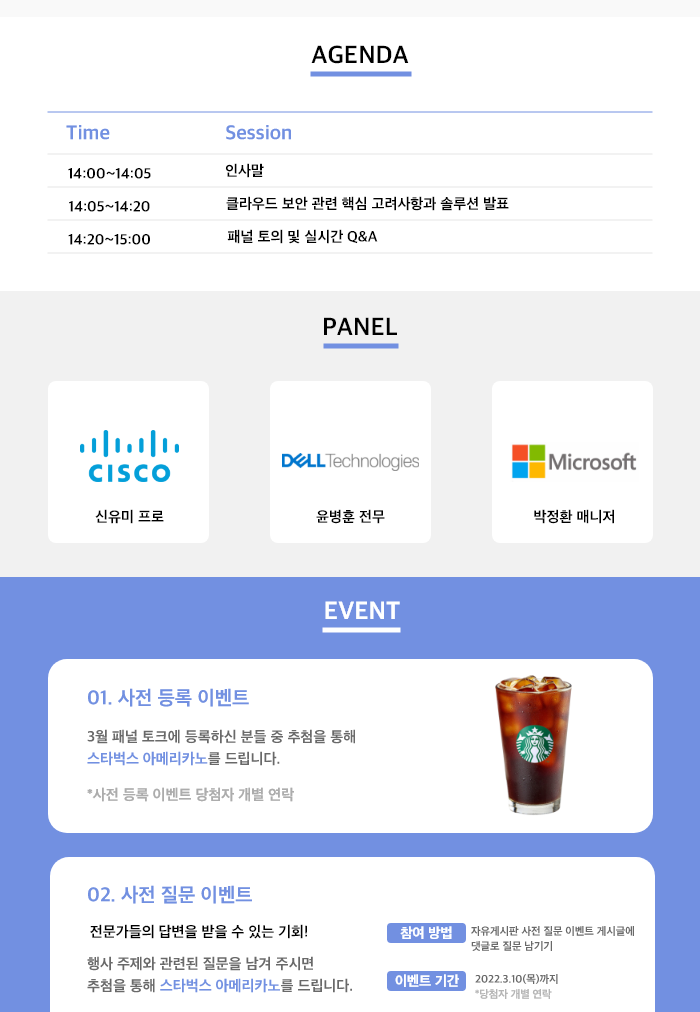 AGENDA
Time Session
14:00~14:05 인사말
14:05~14:20 클라우드 보안 관련 핵심 고려사항과 솔루션 발표
14:20~15:00 패널 토의 및 실시간 Q&A
PANEL
CISCO
신유미 프로
DELL Technologies
윤병훈 전무
Microsoft
박정환 매니저
EVENT
01. 사전 등록 이벤트
3월 패널 토크에 등록하신 분들 중 추첨을 통해
스타벅스 아메리카노를 드립니다.
*사전 등록 이벤트 당첨자 개별 연락
02. 사전 질문 이벤트
전문가들의 답변을 받을 수 있는 기회!
행사 주제와 관련된 질문을 남겨 주시면
추첨을 통해 스타벅스 아메리카노를 드립니다.
참여 방법 자유게시판 사전 질문 이벤트 게시글에
댓글로 질문 남기기
이벤트 기간 2022.3.10(목)까지
*당첨자 개별 연락